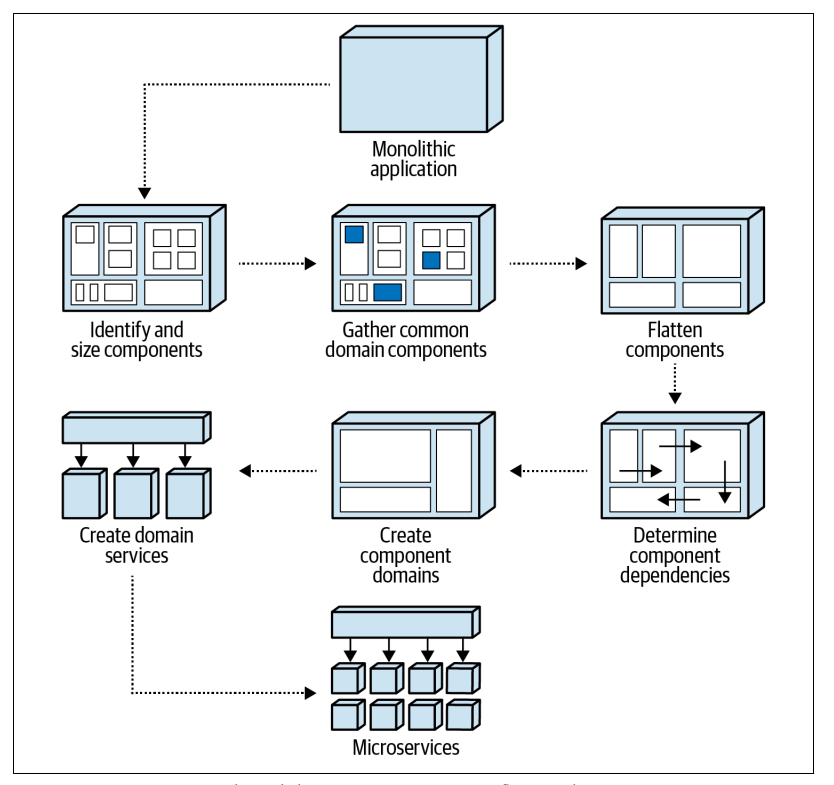 Monolithic
application
Identify and
size components
Gather common
domain components
Flatten
components
Determine
component
dependencies
Create
component
domains
Create domain
services
Microservices